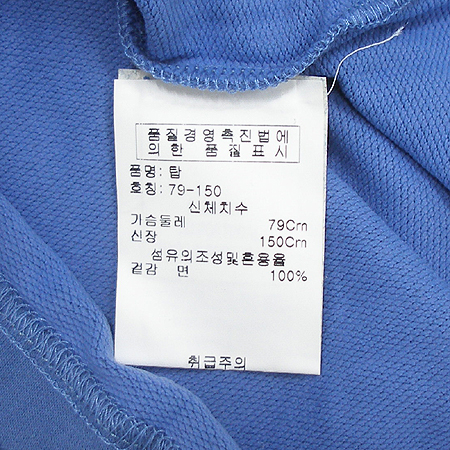 품질경영촉진법에
의한 품질표시
품명: 탑
호칭: 79-150
신체치수
가슴둘레 79Cm
신장 150Cm
섬유의조성및혼용율
겉감 면 100%
취급주의